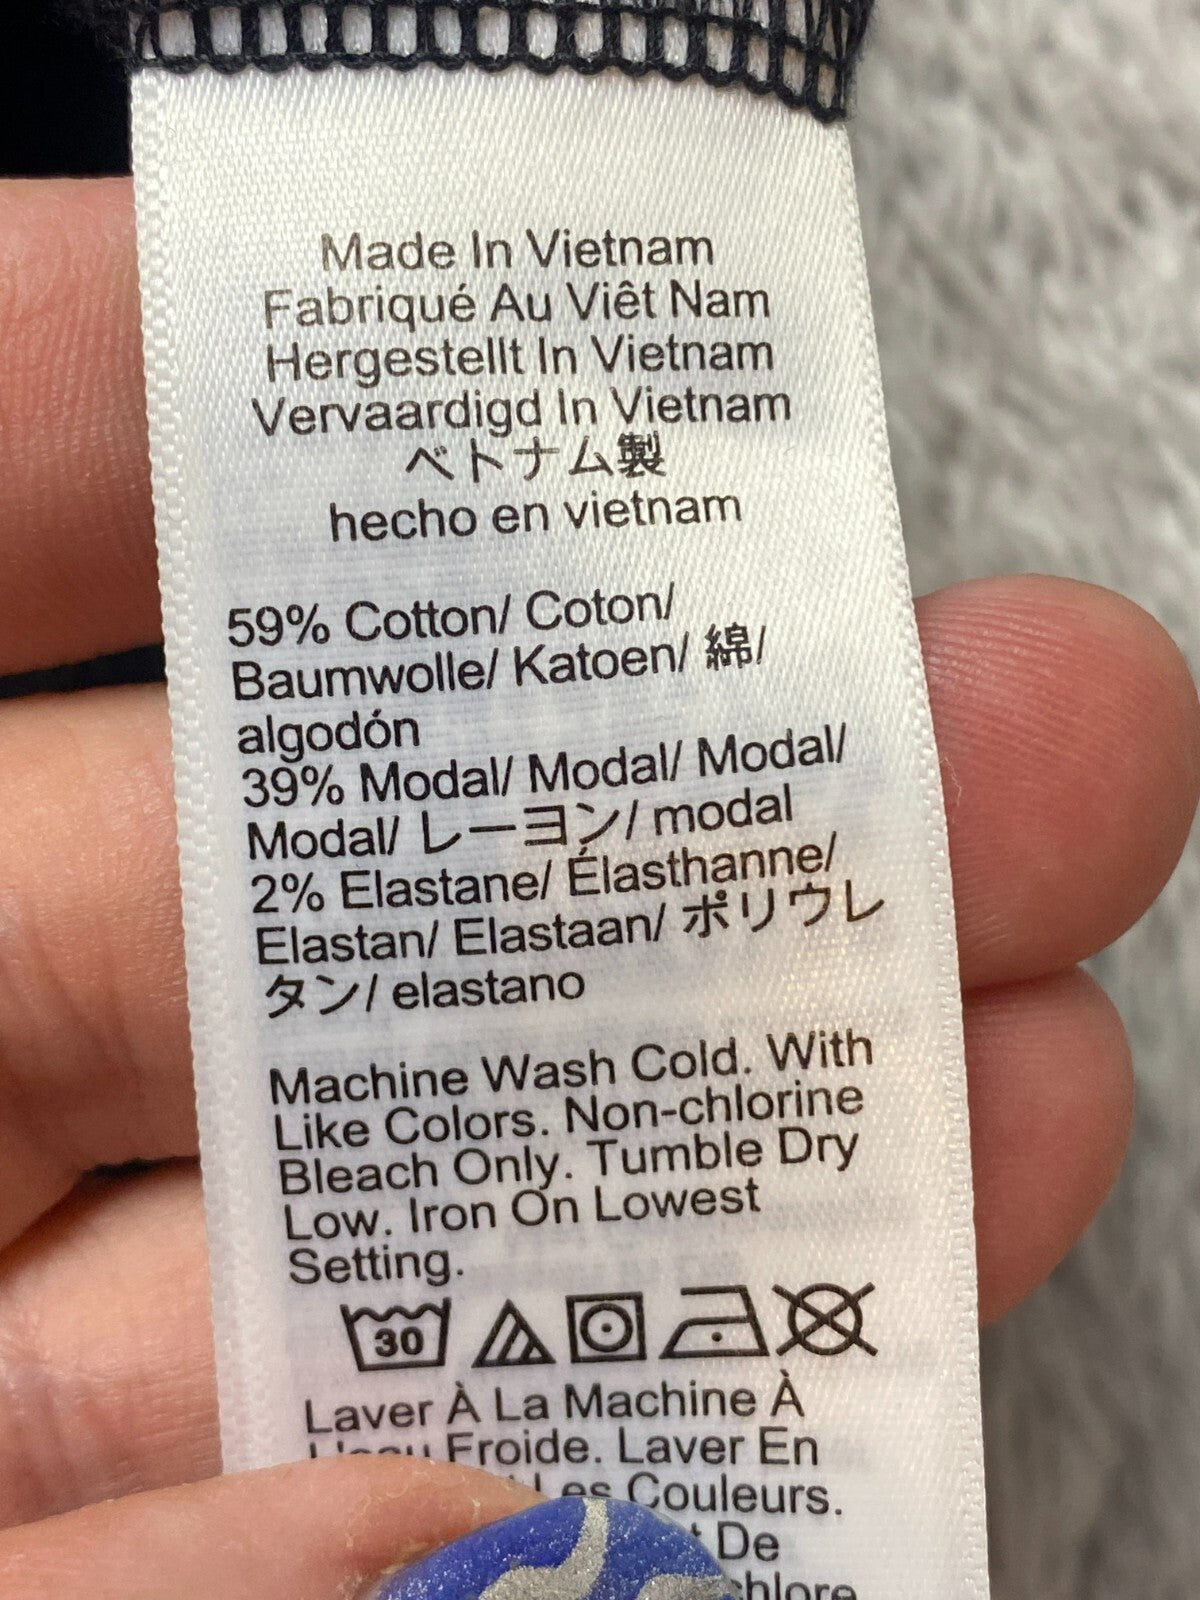 Made In Vietnam
Fabriqué Au Viêt Nam
Hergestellt In Vietnam
Vervaardigd In Vietnam
ベトナム製
hecho en vietnam
59% Cotton/ Coton/
Baumwolle/ Katoen/ 綿/
algodón
39% Modal/ Modal/ Modal/
Modal/ レーヨン/ modal
2% Elastane/ Élasthanne/
Elastan/ Elastaan/ ポリウレ
タン/ elastano
Machine Wash Cold. With
Like Colors. Non-chlorine
Bleach Only. Tumble Dry
Low. Iron On Lowest
Setting.
30
Laver À La Machine À
Froide. Laver En
Les Couleurs.
De